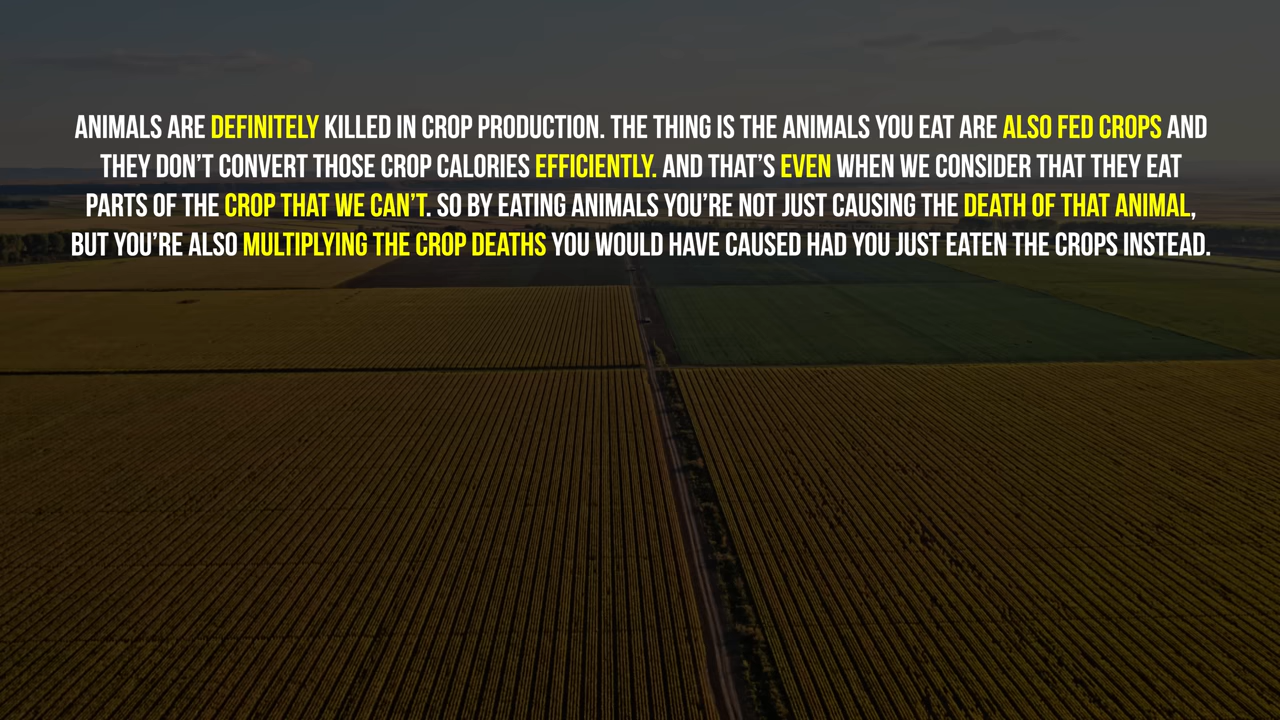 ANIMALS ARE DEFINITELY KILLED IN CROP PRODUCTION. THE THING IS THE ANIMALS YOU EAT ARE ALSO FED CROPS AND
THEY DON'T CONVERT THOSE CROP CALORIES EFFICIENTLY. AND THAT'S EVEN WHEN WE CONSIDER THAT THEY EAT
PARTS OF THE CROP THAT WE CAN'T. SO BY EATING ANIMALS YOU'RE NOT JUST CAUSING THE DEATH OF THAT ANIMAL,
BUT YOU'RE ALSO MULTIPLYING THE CROP DEATHS YOU WOULD HAVE CAUSED HAD YOU JUST EATEN THE CROPS INSTEAD.